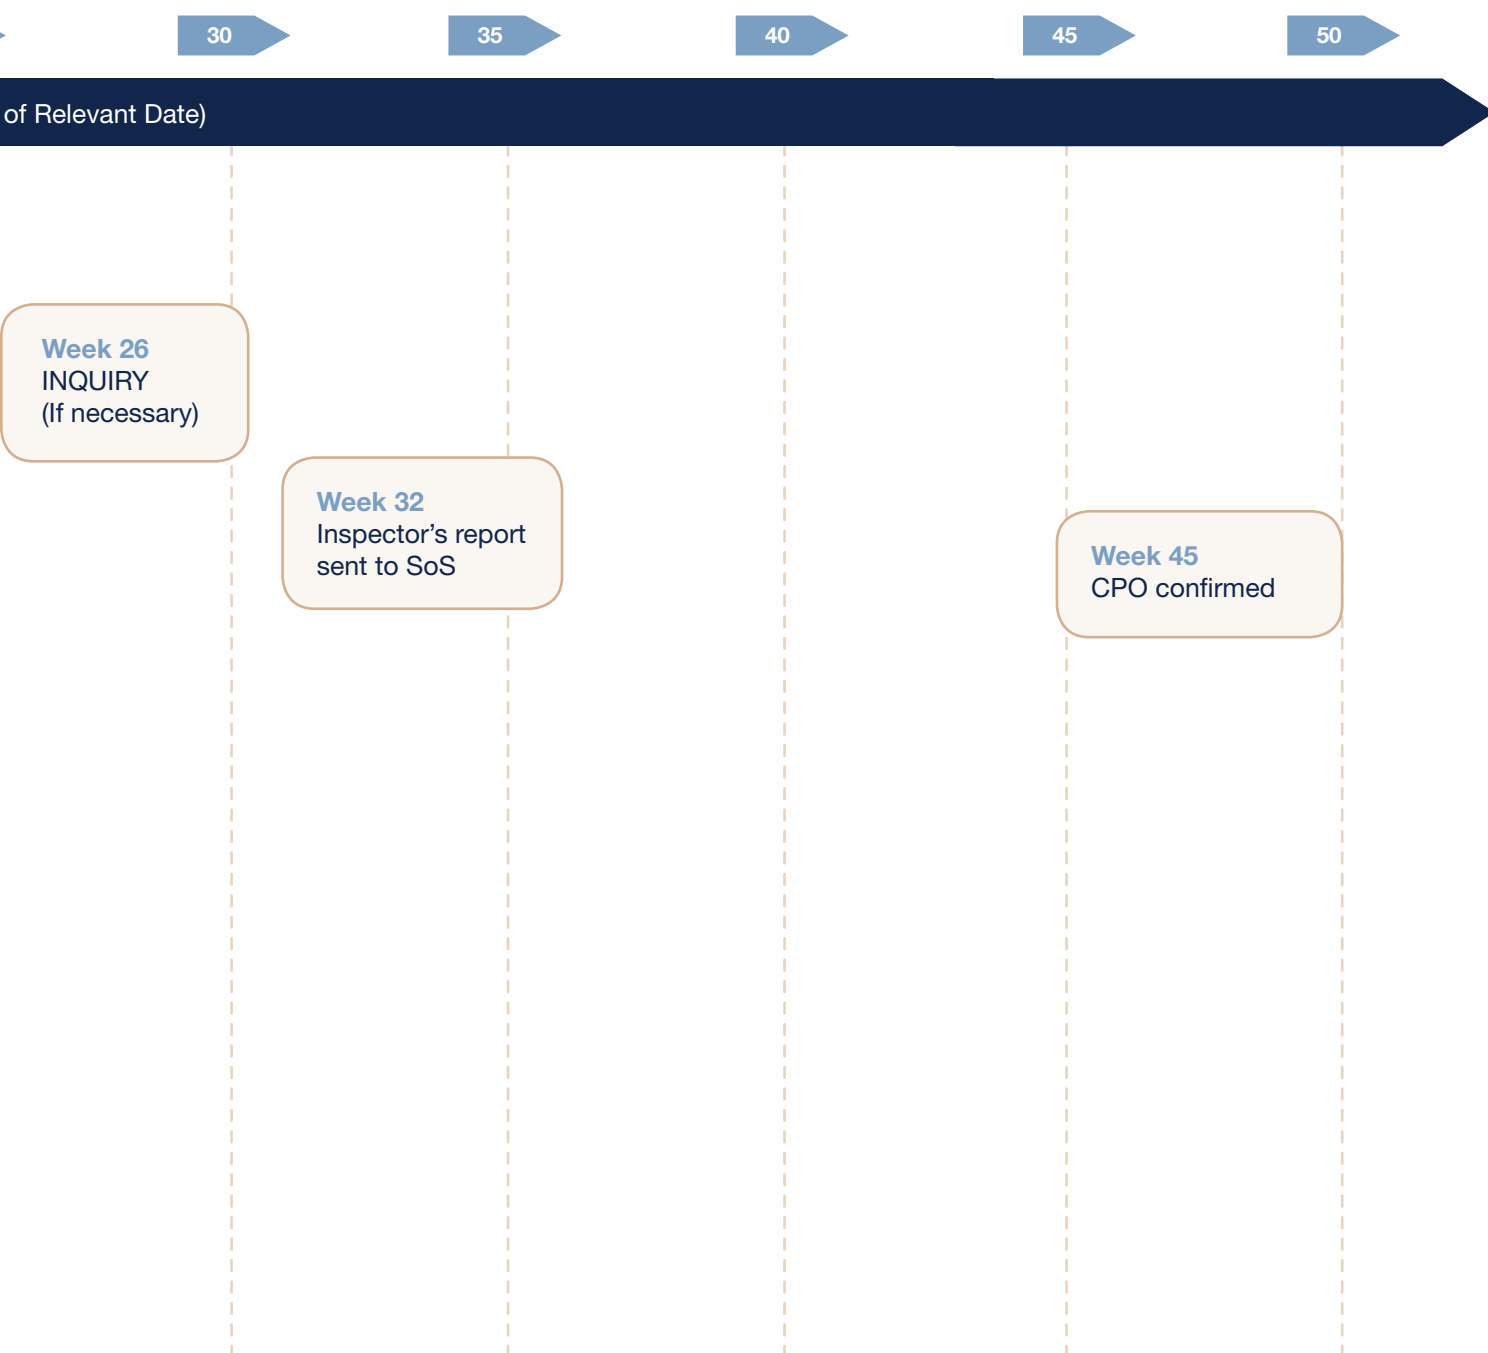 30
35
40
45
50
of Relevant Date)
Week 26
INQUIRY
(If necessary)
Week 32
Inspector’s report
sent to SoS
Week 45
CPO confirmed